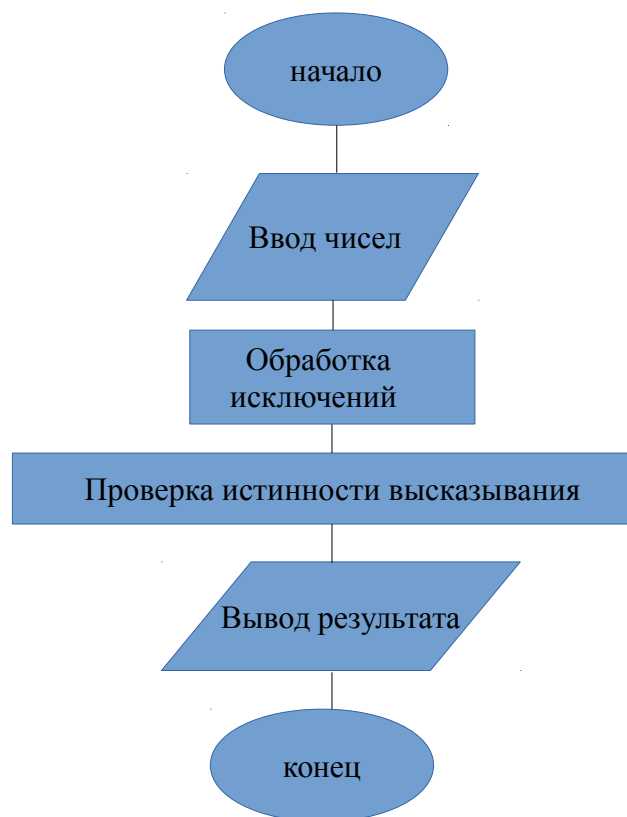 начало
Ввод чисел
Обработка
исключений
Проверка истинности высказывания
Вывод результата
конец